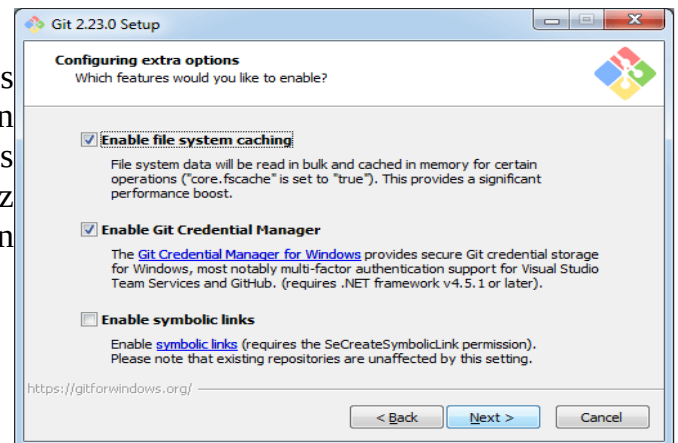 Git 2.23.0 Setup
Configuring extra options
Which features would you like to enable?
s
n
s
z
n
Enable file system caching
File system data will be read in bulk and cached in memory for certain
operations ("core.fscache" is set to "true"). This provides a significant
performance boost.
Enable Git Credential Manager
The Git Credential Manager for Windows provides secure Git credential storage
for Windows, most notably multi-factor authentication support for Visual Studio
Team Services and GitHub. (requires .NET framework v4.5.1 or later).
Enable symbolic links
Enable symbolic links (requires the SeCreateSymbolicLink permission).
Please note that existing repositories are unaffected by this setting.
https://gitforwindows.org/
< Back Next > Cancel